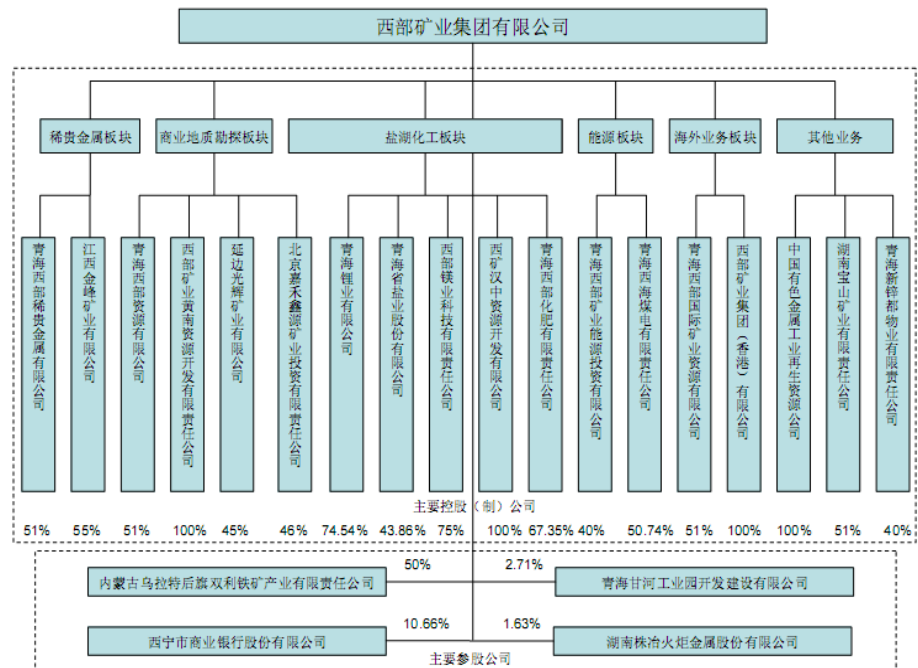 西部矿业集团有限公司
稀贵金属板块
商业地质勘探板块
盐湖化工板块
能源板块
海外业务板块
其他业务
青海西部稀贵金属有限公司
江西金峰矿业有限公司
青海西部资源有限公司
西部矿业黄南资源开发有限责任公司
延边光辉矿业有限公司
北京嘉禾鑫源矿业投资有限责任公司
青海锂业有限公司
青海省盐业股份有限公司
西部镁业科技有限责任公司
西矿汉中资源开发有限公司
青海西部化肥有限责任公司
青海西部矿业能源投资有限公司
青海西海煤电有限责任公司
青海西部国际矿业资源有限公司
西部矿业集团（香港）有限公司
中国有色金属工业再生资源公司
湖南宝山矿业有限责任公司
青海新锌都物业有限责任公司
主要控股（制）公司
51% 55% 51% 100% 45% 46% 74.54% 43.86% 75% 100% 67.35% 40% 50.74% 51% 100% 100% 51% 40%
50% 2.71%
内蒙古乌拉特后旗双利铁矿产业有限责任公司
青海甘河工业园开发建设有限公司
10.66% 1.63%
西宁市商业银行股份有限公司
湖南株冶火炬金属股份有限公司
主要参股公司